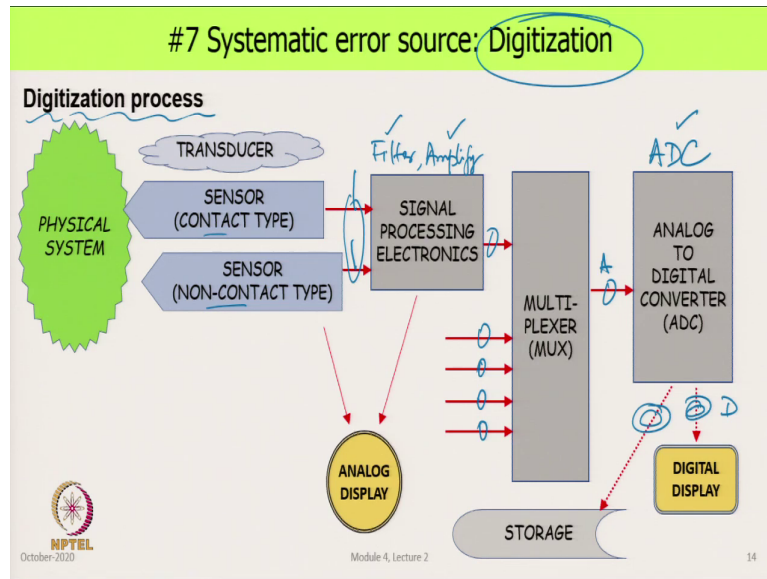 #7 Systematic error source: Digitization
Digitization process
Filter, Amplify
ADC
TRANSDUCER
SENSOR
(CONTACT TYPE)
PHYSICAL
SYSTEM
SENSOR
(NON-CONTACT TYPE)
SIGNAL
PROCESSING
ELECTRONICS
MULTI-
PLEXER
(MUX)
A
ANALOG
TO
DIGITAL
CONVERTER
(ADC)
D
ANALOG
DISPLAY
DIGITAL
DISPLAY
STORAGE
NPTEL
October-2020
Module 4, Lecture 2
14